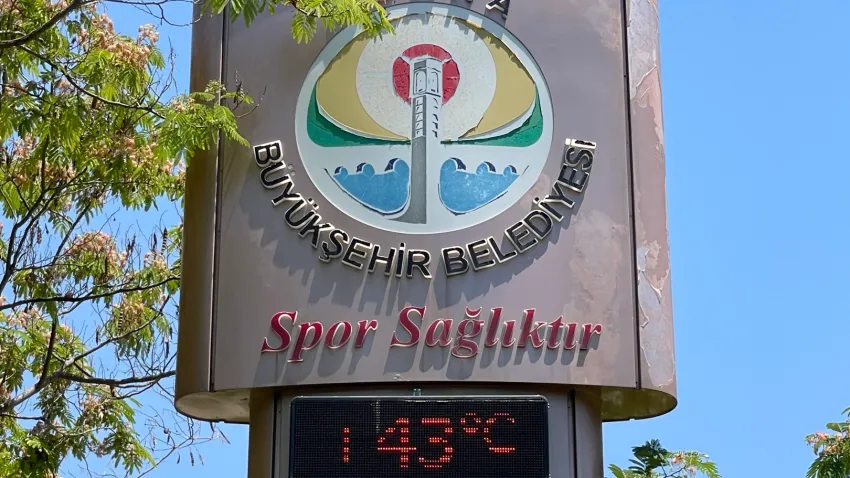 BÜYÜKŞEHİR BELEDİYESİ
Spor Sağlıktır
43°C